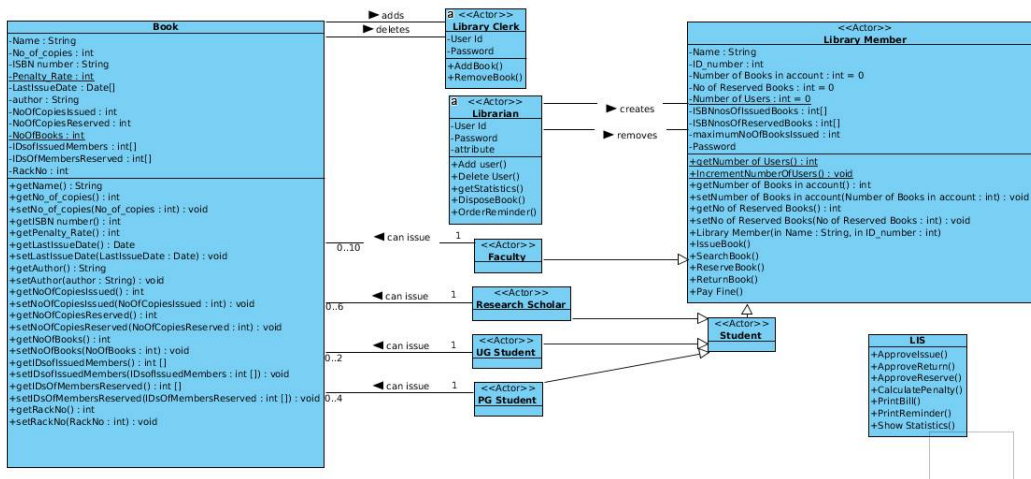 Book
-Name : String
-No_of_copies : int
-ISBN number : String
-Penalty_Rate : int
-LastIssueDate : Date[]
-author : String
-NoOfCopiesIssued : int
-NoOfCopiesReserved : int
-NoOfBooks : int
-IDsofIssuedMembers : int[]
-IDsOfMembersReserved : int[]
-RackNo : int
+getName() : String
+getNo_of_copies() : int
+setNo_of_copies(No_of_copies : int) : void
+getISBN number() : int
+getPenalty_Rate() : int
+getLastIssueDate() : Date
+setLastIssueDate(LastIssueDate : Date) : void
+getAuthor() : String
+setAuthor(author : String) : void
+getNoOfCopiesIssued() : int
+setNoOfCopiesIssued(NoOfCopiesIssued : int) : void
+getNoOfCopiesReserved() : int
+setNoOfCopiesReserved(NoOfCopiesReserved : int) : void
+getNoOfBooks() : int
+setNoOfBooks(NoOfBooks : int) : void
+getIDsofIssuedMembers() : int []
+setIDsofIssuedMembers(IDsofIssuedMembers : int []) : void
+getIDsOfMembersReserved() : int []
+setIDsOfMembersReserved(IDsOfMembersReserved : int []) : void
+getRackNo() : int
+setRackNo(RackNo : int) : void
adds
deletes
a <<Actor>>
Library Clerk
-User Id
-Password
+AddBook()
+RemoveBook()
a <<Actor>>
Librarian
-User Id
-Password
-attribute
+Add user()
+Delete User()
+getStatistics()
+DisposeBook()
+OrderReminder()
creates
removes
<<Actor>>
Library Member
-Name : String
-ID_number : int
-Number of Books in account : int = 0
-No of Reserved Books : int = 0
-Number of Users : int = 0
-ISBNnosOfIssuedBooks : int[]
-ISBNnosOfReservedBooks : int[]
-maximumNoOfBooksIssued : int
-Password
+getNumber of Users() : int
+IncrementNumberOfUsers() : void
+getNumber of Books in account() : int
+setNumber of Books in account(Number of Books in account : int) : void
+getNo of Reserved Books() : int
+setNo of Reserved Books(No of Reserved Books : int) : void
+Library Member(in Name : String, in ID_number : int)
+IssueBook()
+SearchBook()
+ReserveBook()
+ReturnBook()
+Pay Fine()
0..10 can issue 1
<<Actor>>
Faculty
0..6 can issue 1
<<Actor>>
Research Scholar
0..2 can issue 1
<<Actor>>
UG Student
0..4 can issue 1
<<Actor>>
PG Student
<<Actor>>
Student
LIS
+ApproveIssue()
+ApproveReturn()
+ApproveReserve()
+CalculatePenalty()
+PrintBill()
+PrintReminder()
+Show Statistics()